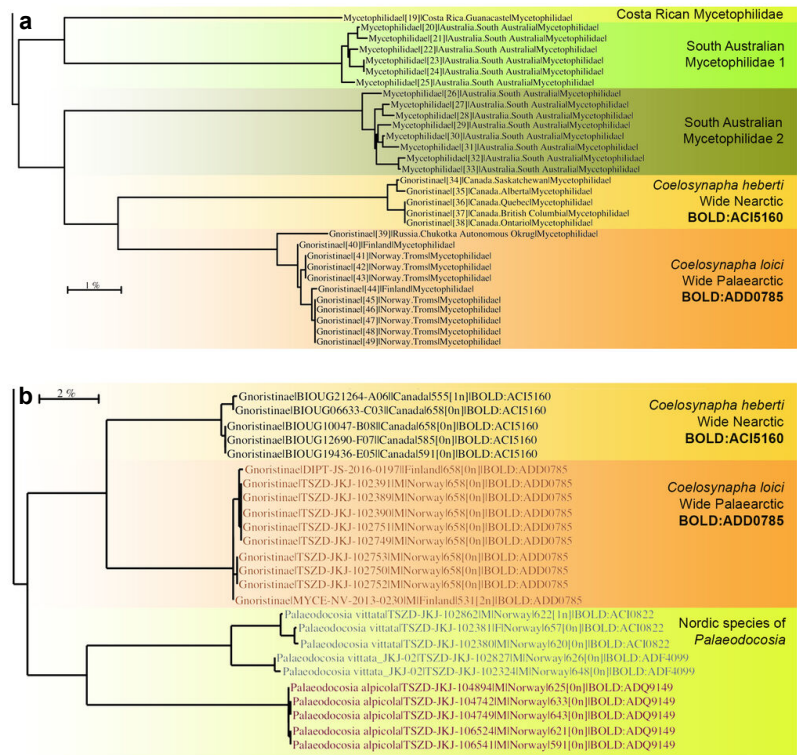 a
Mycetophilidae[19]|Costa Rica.Guanacaste|Mycetophilidae|
Costa Rican Mycetophilidae
Mycetophilidae[20]|Australia.South Australia|Mycetophilidae|
Mycetophilidae[21]|Australia.South Australia|Mycetophilidae|
Mycetophilidae[22]|Australia.South Australia|Mycetophilidae|
Mycetophilidae[23]|Australia.South Australia|Mycetophilidae|
Mycetophilidae[24]|Australia.South Australia|Mycetophilidae|
Mycetophilidae[25]|Australia.South Australia|Mycetophilidae|
South Australian
Mycetophilidae 1
Mycetophilidae[26]|Australia.South Australia|Mycetophilidae|
Mycetophilidae[27]|Australia.South Australia|Mycetophilidae|
Mycetophilidae[28]|Australia.South Australia|Mycetophilidae|
Mycetophilidae[29]|Australia.South Australia|Mycetophilidae|
Mycetophilidae[30]|Australia.South Australia|Mycetophilidae|
Mycetophilidae[31]|Australia.South Australia|Mycetophilidae|
Mycetophilidae[32]|Australia.South Australia|Mycetophilidae|
Mycetophilidae[33]|Australia.South Australia|Mycetophilidae|
South Australian
Mycetophilidae 2
Gnoristinae[34]|Canada.Saskatchewan|Mycetophilidae|
Gnoristinae[35]|Canada.Alberta|Mycetophilidae|
Gnoristinae[36]|Canada.Quebec|Mycetophilidae|
Gnoristinae[37]|Canada.British Columbia|Mycetophilidae|
Gnoristinae[38]|Canada.Ontario|Mycetophilidae|
Coelosynapha heberti
Wide Nearctic
BOLD:ACI5160
Gnoristinae[39]|Russia.Chukotka Autonomous Okrug|Mycetophilidae|
Gnoristinae[40]|Finland|Mycetophilidae|
Gnoristinae[41]|Norway.Troms|Mycetophilidae|
Gnoristinae[42]|Norway.Troms|Mycetophilidae|
Gnoristinae[43]|Norway.Troms|Mycetophilidae|
Gnoristinae[44]|Finland|Mycetophilidae|
Gnoristinae[45]|Norway.Troms|Mycetophilidae|
Gnoristinae[46]|Norway.Troms|Mycetophilidae|
Gnoristinae[47]|Norway.Troms|Mycetophilidae|
Gnoristinae[48]|Norway.Troms|Mycetophilidae|
Gnoristinae[49]|Norway.Troms|Mycetophilidae|
Coelosynapha loici
Wide Palaearctic
BOLD:ADD0785
1 %
b
2 %
Gnoristinae|BIOUG21264-A06||Canada|555[1n]|BOLD:ACI5160
Gnoristinae|BIOUG06633-C03||Canada|658[0n]|BOLD:ACI5160
Gnoristinae|BIOUG10047-B08||Canada|658[0n]|BOLD:ACI5160
Gnoristinae|BIOUG12690-F07||Canada|585[0n]|BOLD:ACI5160
Gnoristinae|BIOUG19436-E05||Canada|591[0n]|BOLD:ACI5160
Coelosynapha heberti
Wide Nearctic
BOLD:ACI5160
Gnoristinae|DIPT-JS-2016-0197||Finland|658[0n]|BOLD:ADD0785
Gnoristinae|TSZD-JKJ-102391|M|Norway|658[0n]|BOLD:ADD0785
Gnoristinae|TSZD-JKJ-102389|M|Norway|658[0n]|BOLD:ADD0785
Gnoristinae|TSZD-JKJ-102390|M|Norway|658[0n]|BOLD:ADD0785
Gnoristinae|TSZD-JKJ-102751|M|Norway|658[0n]|BOLD:ADD0785
Gnoristinae|TSZD-JKJ-102749|M|Norway|658[0n]|BOLD:ADD0785
Gnoristinae|TSZD-JKJ-102753|M|Norway|658[0n]|BOLD:ADD0785
Gnoristinae|TSZD-JKJ-102750|M|Norway|658[0n]|BOLD:ADD0785
Gnoristinae|TSZD-JKJ-102752|M|Norway|658[0n]|BOLD:ADD0785
Gnoristinae|MYCE-NV-2013-0230|M|Finland|531[2n]|BOLD:ADD0785
Coelosynapha loici
Wide Palaearctic
BOLD:ADD0785
Palaeodocosia vittata|TSZD-JKJ-102862|M|Norway|622[1n]|BOLD:ACI0822
Palaeodocosia vittata|TSZD-JKJ-102381|F|Norway|657[0n]|BOLD:ACI0822
Palaeodocosia vittata|TSZD-JKJ-102380|M|Norway|620[0n]|BOLD:ACI0822
Palaeodocosia vittata_JKJ-02|TSZD-JKJ-102827|M|Norway|626[0n]|BOLD:ADF4099
Palaeodocosia vittata_JKJ-02|TSZD-JKJ-102324|M|Norway|648[0n]|BOLD:ADF4099
Palaeodocosia alpicola|TSZD-JKJ-104894|M|Norway|625[0n]|BOLD:ADQ9149
Palaeodocosia alpicola|TSZD-JKJ-104742|M|Norway|633[0n]|BOLD:ADQ9149
Palaeodocosia alpicola|TSZD-JKJ-104749|M|Norway|643[0n]|BOLD:ADQ9149
Palaeodocosia alpicola|TSZD-JKJ-106524|M|Norway|621[0n]|BOLD:ADQ9149
Palaeodocosia alpicola|TSZD-JKJ-106541|M|Norway|591[0n]|BOLD:ADQ9149
Nordic species of
Palaeodocosia